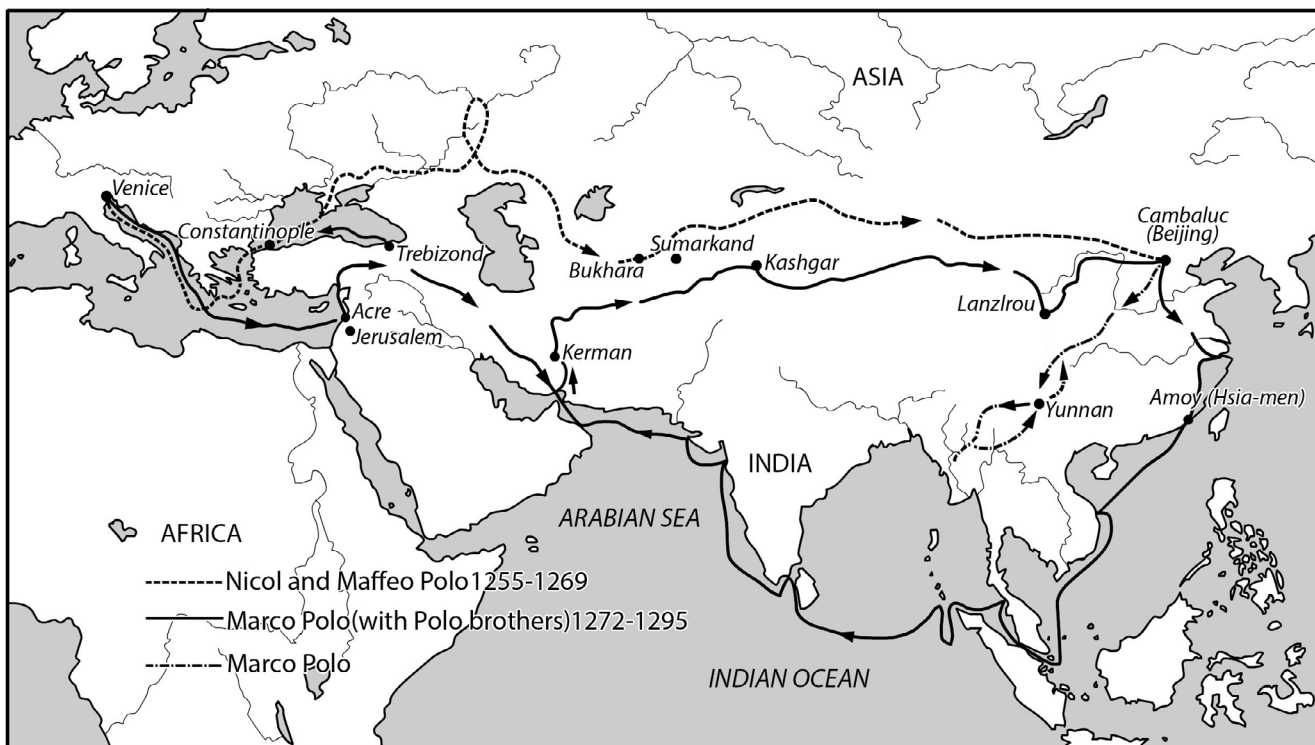 ASIA
Venice
Constantinople
Trebizond
Bukhara
Sumarkand
Kashgar
Cambaluc
(Beijing)
Lanzlrou
Acre
Jerusalem
Kerman
Yunnan
Amoy (Hsia-men)
INDIA
ARABIAN SEA
AFRICA
Nicol and Maffeo Polo1255-1269
Marco Polo(with Polo brothers)1272-1295
Marco Polo
INDIAN OCEAN